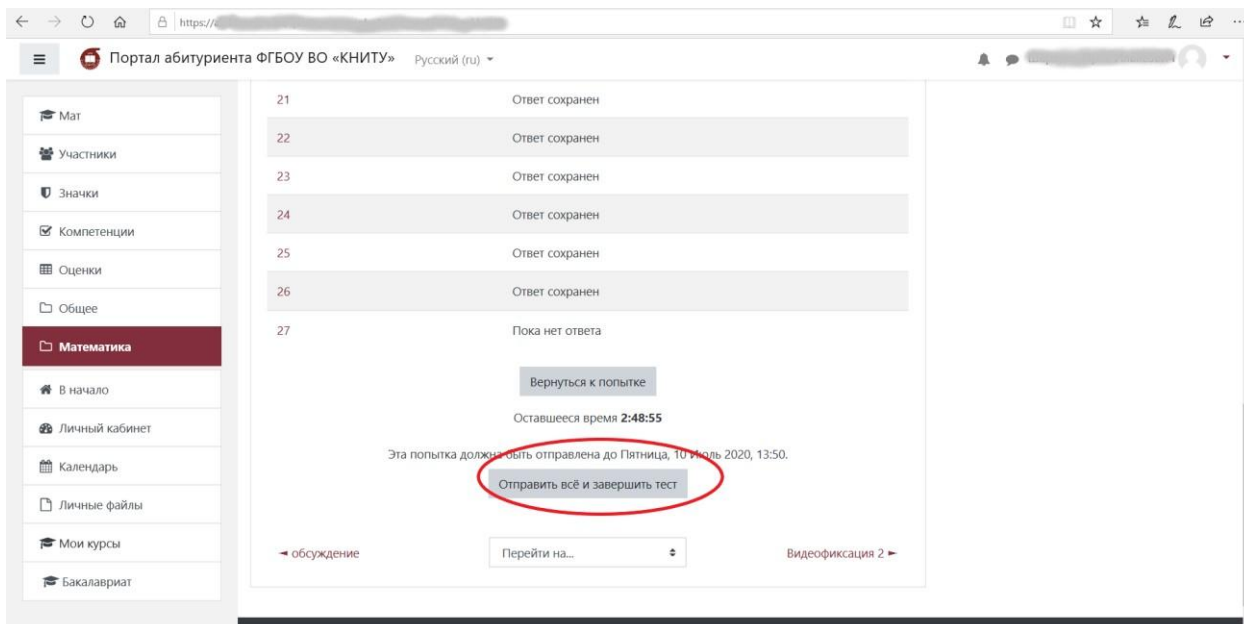 https://
Портал абитуриента ФГБОУ ВО «КНИТУ» Русский (ru)
Мат
Участники
Значки
Компетенции
Оценки
Общее
Математика
В начало
Личный кабинет
Календарь
Личные файлы
Мои курсы
Бакалавриат
21 Ответ сохранен
22 Ответ сохранен
23 Ответ сохранен
24 Ответ сохранен
25 Ответ сохранен
26 Ответ сохранен
27 Пока нет ответа
Вернуться к попытке
Оставшееся время 2:48:55
Эта попытка должна быть отправлена до Пятница, 10 Июль 2020, 13:50.
Отправить всё и завершить тест
◄ обсуждение
Перейти на...
Видеофиксация 2 ►